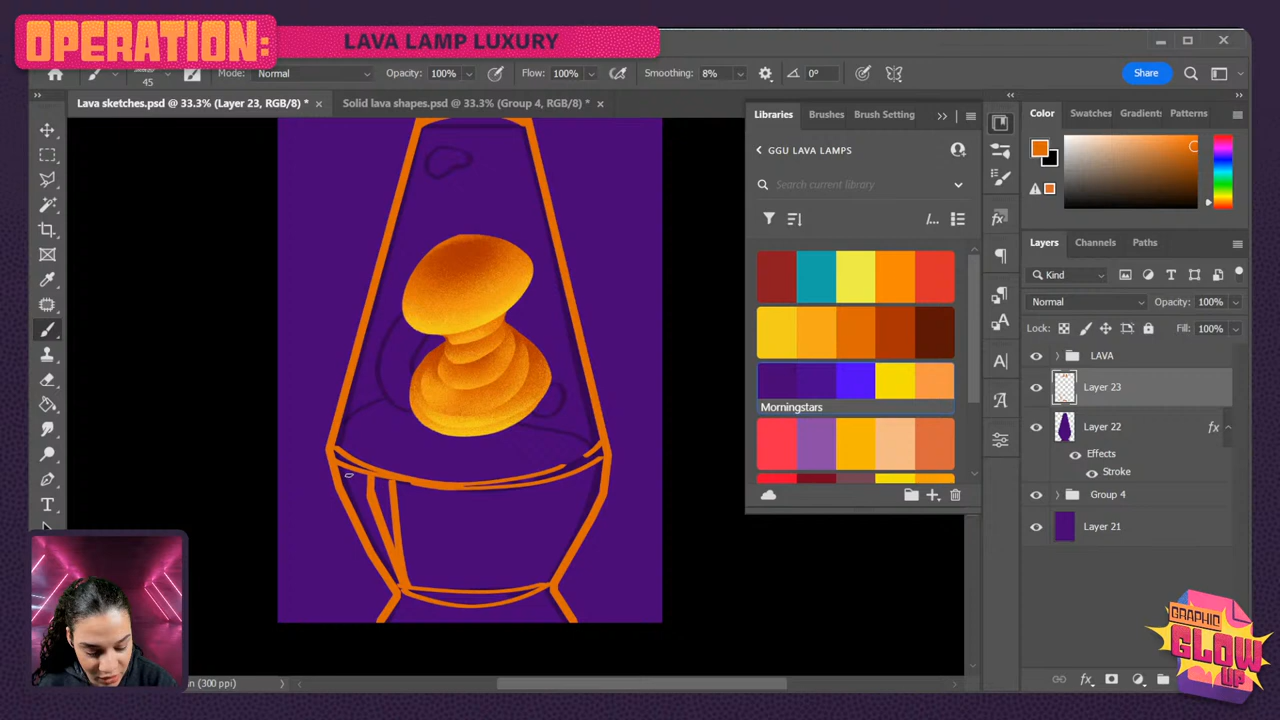 OPERATION:
LAVA LAMP LUXURY
45
Mode: Normal
Opacity: 100%
Flow: 100%
Smoothing: 8%
0°
Share
Lava sketches.psd @ 33.3% (Layer 23, RGB/8) *
Solid lava shapes.psd @ 33.3% (Group 4, RGB/8) *
Libraries
Brushes
Brush Setting
GGU LAVA LAMPS
Search current library
Morningstars
Color
Swatches
Gradient:
Patterns
Layers
Channels
Paths
Kind
Normal
Opacity: 100%
Lock:
Fill: 100%
LAVA
Layer 23
Layer 22
fx
Effects
Stroke
Group 4
Layer 21
(300 ppi)
GRAPHIC
GLOW
UP